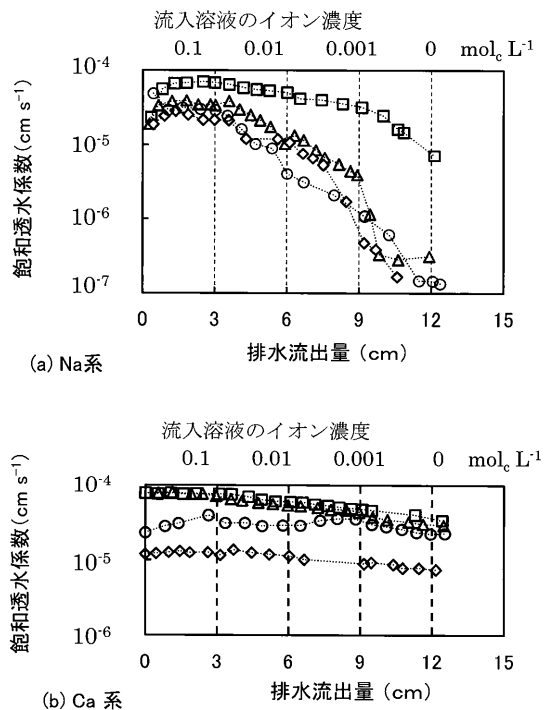 流入溶液のイオン濃度
0.1 0.01 0.001 0 mol_c L⁻¹
飽和透水係数(cm s⁻¹)
10⁻⁴
10⁻⁵
10⁻⁶
10⁻⁷
0 3 6 9 12 15
排水流出量 (cm)
(a) Na系
流入溶液のイオン濃度
0.1 0.01 0.001 0 mol_c L⁻¹
飽和透水係数(cm s⁻¹)
10⁻⁴
10⁻⁵
10⁻⁶
0 3 6 9 12 15
排水流出量 (cm)
(b) Ca 系